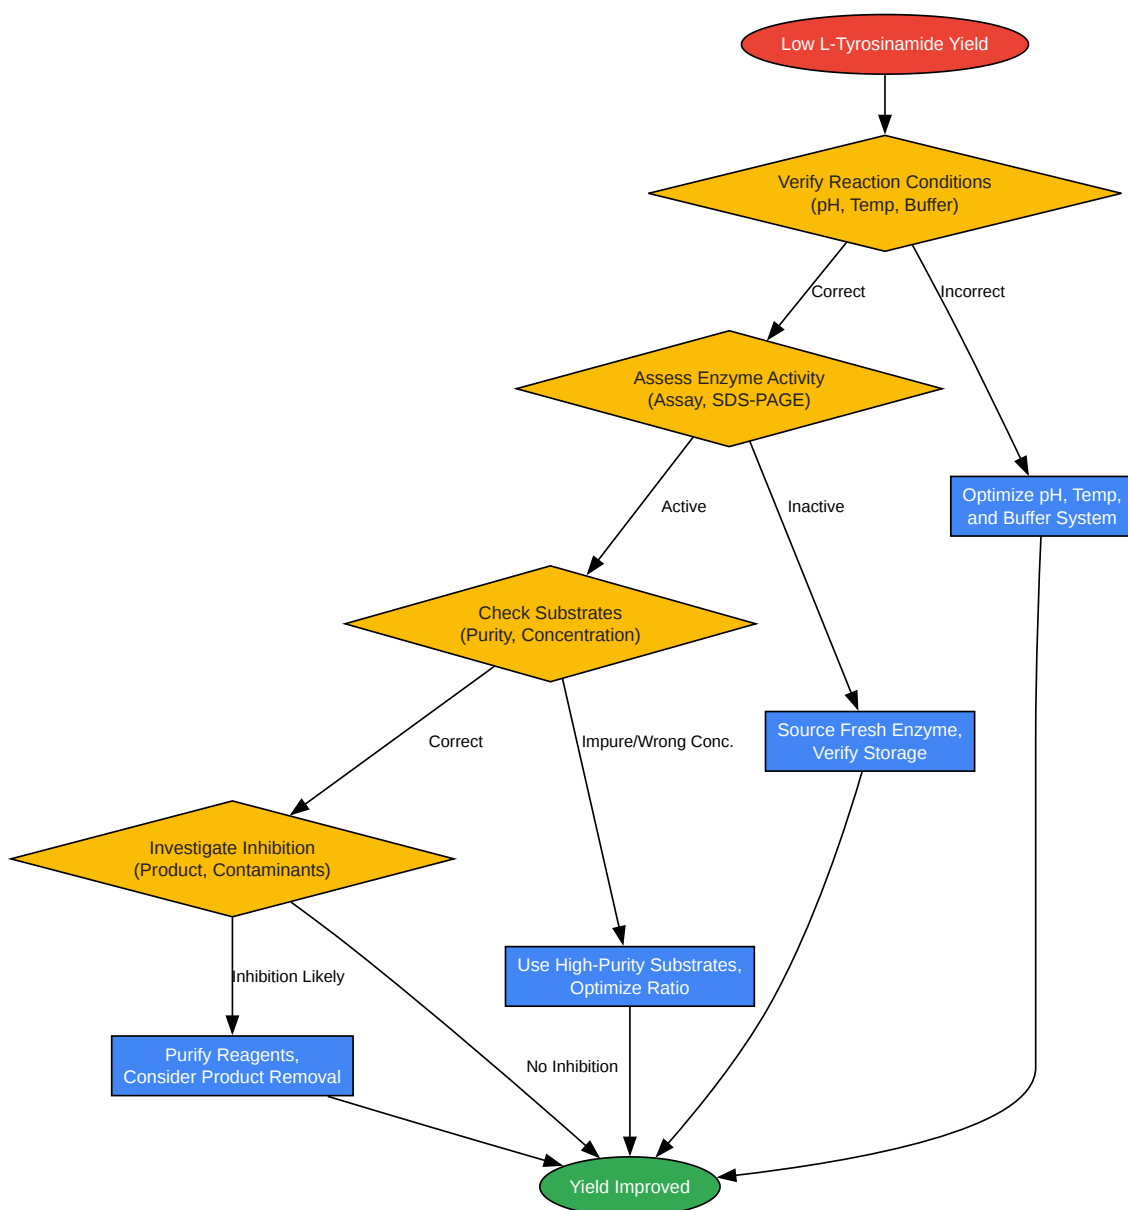 Low L-Tyrosinamide Yield
Verify Reaction Conditions
(pH, Temp, Buffer)
Correct
Incorrect
Assess Enzyme Activity
(Assay, SDS-PAGE)
Optimize pH, Temp,
and Buffer System
Active
Inactive
Check Substrates
(Purity, Concentration)
Source Fresh Enzyme,
Verify Storage
Correct
Impure/Wrong Conc.
Investigate Inhibition
(Product, Contaminants)
Use High-Purity Substrates,
Optimize Ratio
Inhibition Likely
No Inhibition
Purify Reagents,
Consider Product Removal
Yield Improved